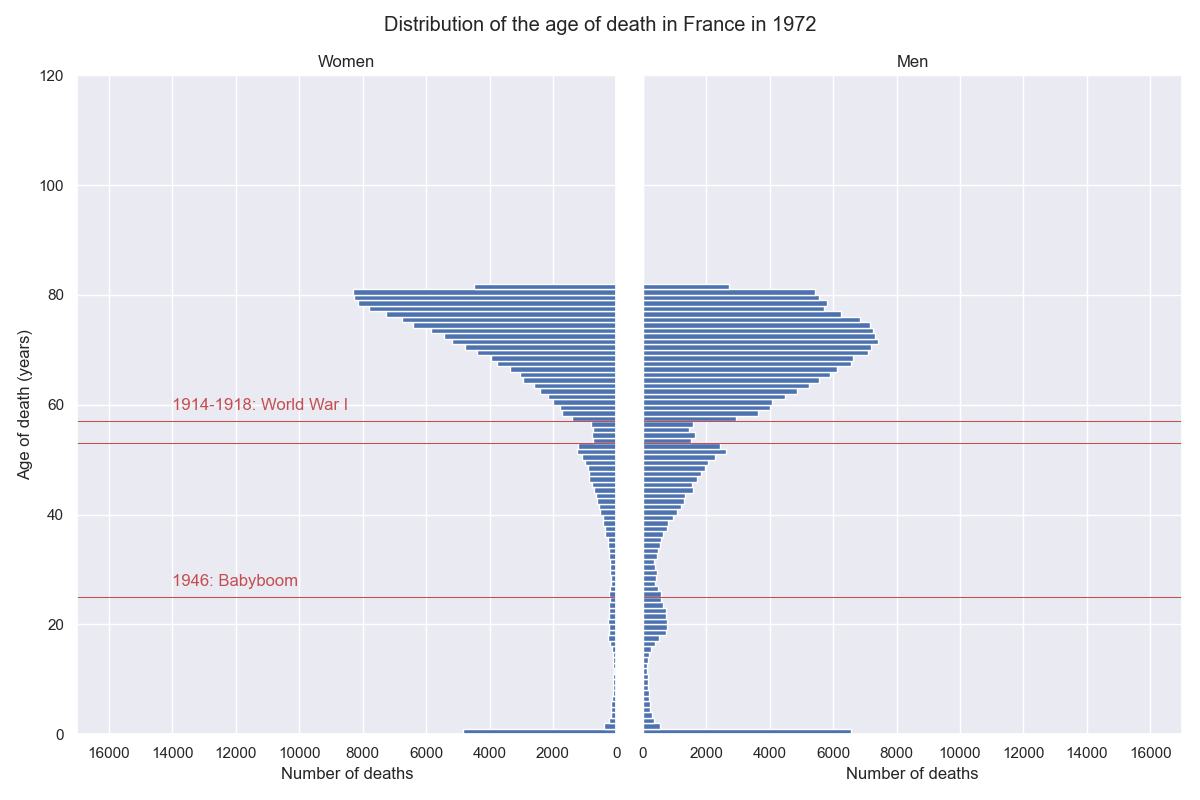 Distribution of the age of death in France in 1972
Women
Men
120
100
80
60
40
20
0
Age of death (years)
1914-1918: World War I
1946: Babyboom
16000 14000 12000 10000 8000 6000 4000 2000 0
0 2000 4000 6000 8000 10000 12000 14000 16000
Number of deaths
Number of deaths